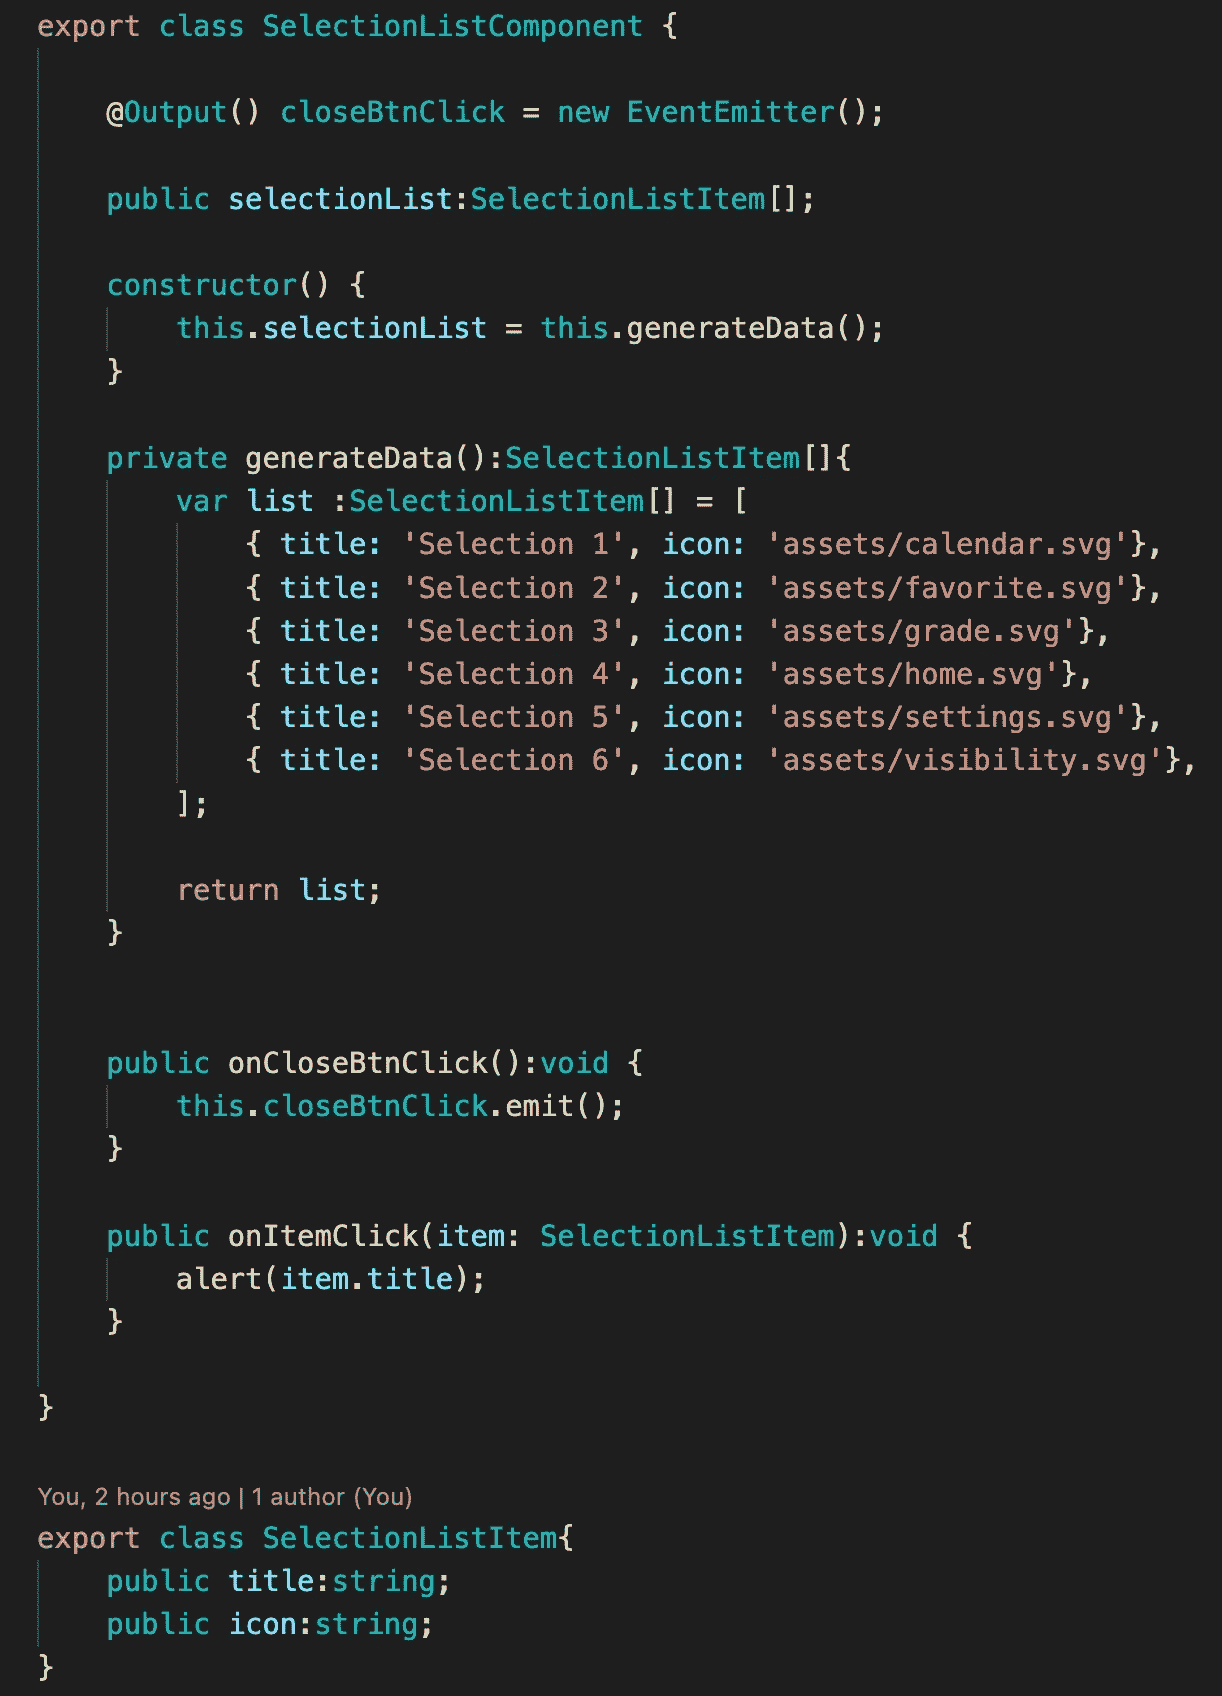 export class SelectionListComponent {
@Output() closeBtnClick = new EventEmitter();
public selectionList:SelectionListItem[];
constructor() {
this.selectionList = this.generateData();
}
private generateData():SelectionListItem[]{
var list :SelectionListItem[] = [
{ title: 'Selection 1', icon: 'assets/calendar.svg'},
{ title: 'Selection 2', icon: 'assets/favorite.svg'},
{ title: 'Selection 3', icon: 'assets/grade.svg'},
{ title: 'Selection 4', icon: 'assets/home.svg'},
{ title: 'Selection 5', icon: 'assets/settings.svg'},
{ title: 'Selection 6', icon: 'assets/visibility.svg'},
];
return list;
}
public onCloseBtnClick():void {
this.closeBtnClick.emit();
}
public onItemClick(item: SelectionListItem):void {
alert(item.title);
}
}
You, 2 hours ago | 1 author (You)
export class SelectionListItem{
public title:string;
public icon:string;
}